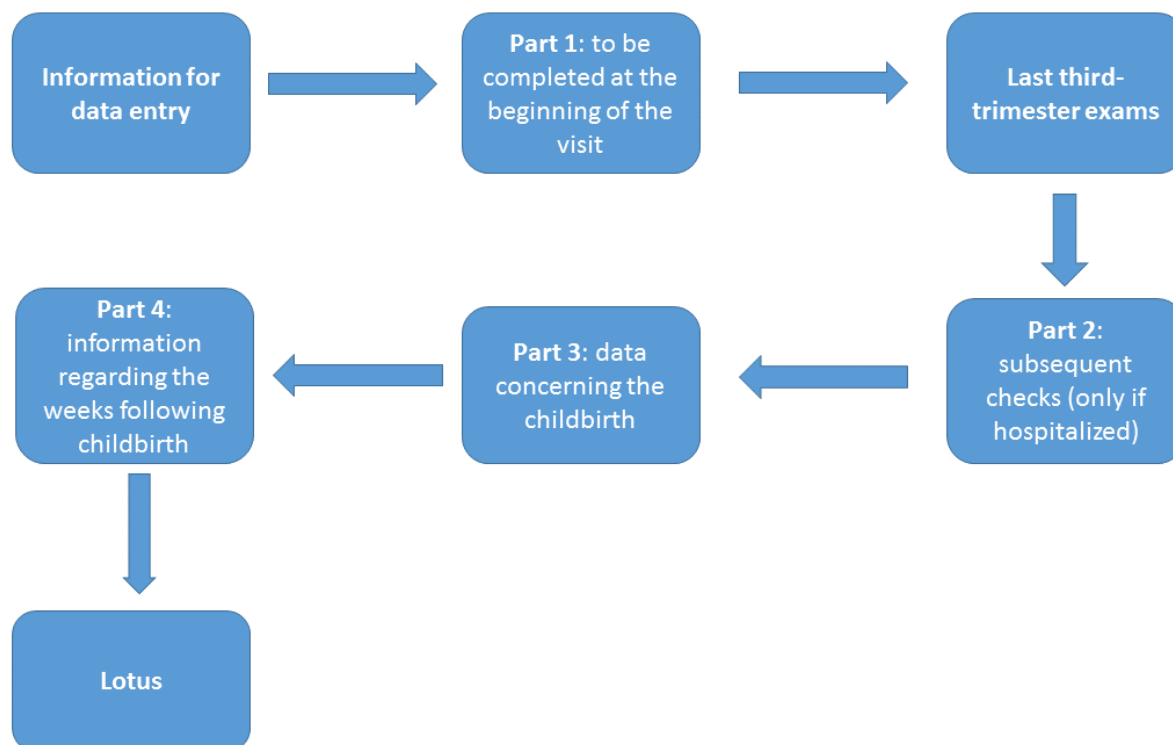 Information for
data entry
Part 1: to be
completed at the
beginning of the
visit
Last third-
trimester exams
Part 2:
subsequent
checks (only if
hospitalized)
Part 3: data
concerning the
childbirth
Part 4:
information
regarding the
weeks following
childbirth
Lotus